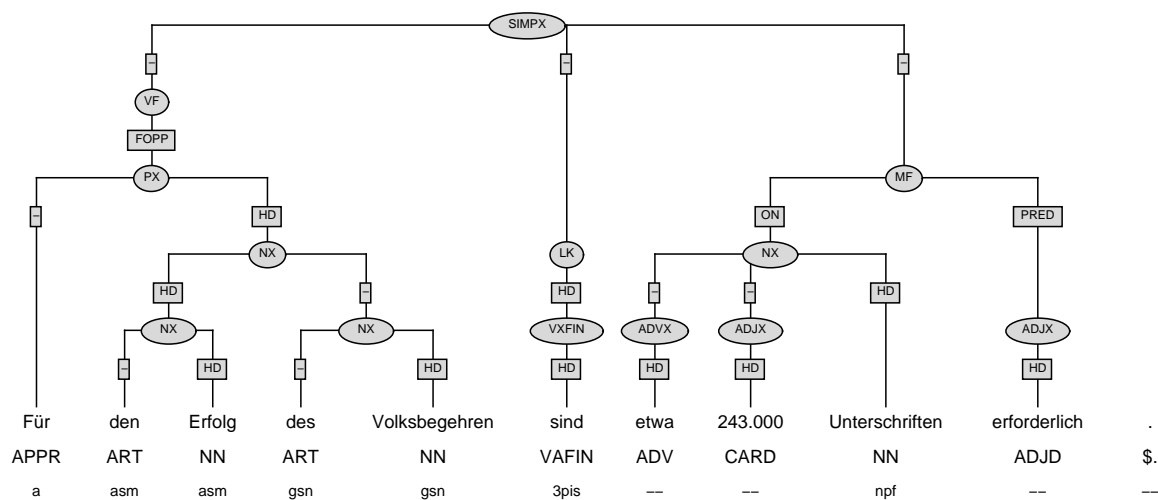 SIMPX
– – –
VF
FOPP
PX MF
– HD ON PRED
NX LK NX
HD – HD – – HD
NX NX VXFIN ADVX ADJX ADJX
– HD – HD HD HD HD HD
Für den Erfolg des Volksbegehren sind etwa 243.000 Unterschriften erforderlich .
APPR ART NN ART NN VAFIN ADV CARD NN ADJD $.
a asm asm gsn gsn 3pis –– –– npf –– ––